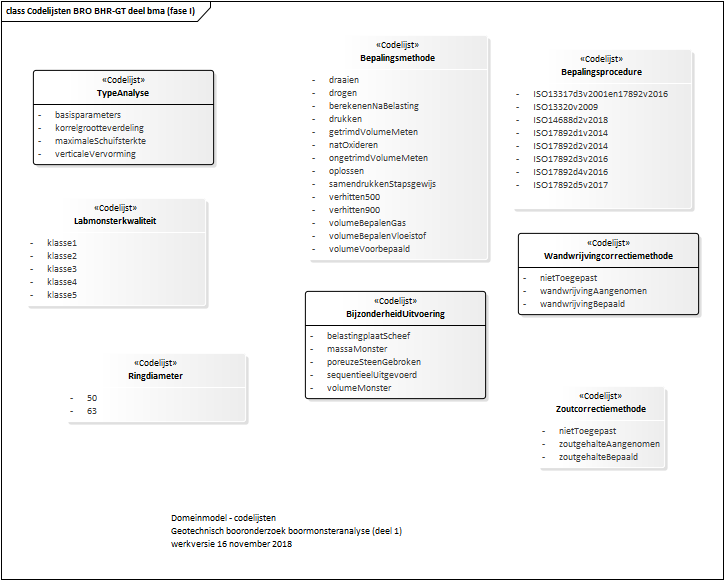 class Codelijsten BRO BHR-GT deel bma (fase I)
«Codelijst»
TypeAnalyse
- basisparameters
- korrelgrootteverdeling
- maximaleSchuifsterkte
- verticaleVervorming
«Codelijst»
Bepalingsmethode
- draaien
- drogen
- berekenenNaBelasting
- drukken
- getrimdVolumeMeten
- natOxideren
- ongetrimdVolumeMeten
- oplossen
- samendrukkenStapsgewijs
- verhitten500
- verhitten900
- volumeBepalenGas
- volumeBepalenVloeistof
- volumeVoorbepaald
«Codelijst»
Bepalingsprocedure
- ISO13317d3v2001en17892v2016
- ISO13320v2009
- ISO14688d2v2018
- ISO17892d1v2014
- ISO17892d2v2014
- ISO17892d3v2016
- ISO17892d4v2016
- ISO17892d5v2017
«Codelijst»
Labmonsterkwaliteit
- klasse1
- klasse2
- klasse3
- klasse4
- klasse5
«Codelijst»
Wandwrijvingcorrectiemethode
- nietToegepast
- wandwrijvingAangenomen
- wandwrijvingBepaald
«Codelijst»
BijzonderheidUitvoering
- belastingplaatScheef
- massaMonster
- poreuzeSteenGebroken
- sequentieelUitgevoerd
- volumeMonster
«Codelijst»
Ringdiameter
- 50
- 63
«Codelijst»
Zoutcorrectiemethode
- nietToegepast
- zoutgehalteAangenomen
- zoutgehalteBepaald
Domeinmodel - codelijsten
Geotechnisch booronderzoek boormonsteranalyse (deel 1)
werkversie 16 november 2018